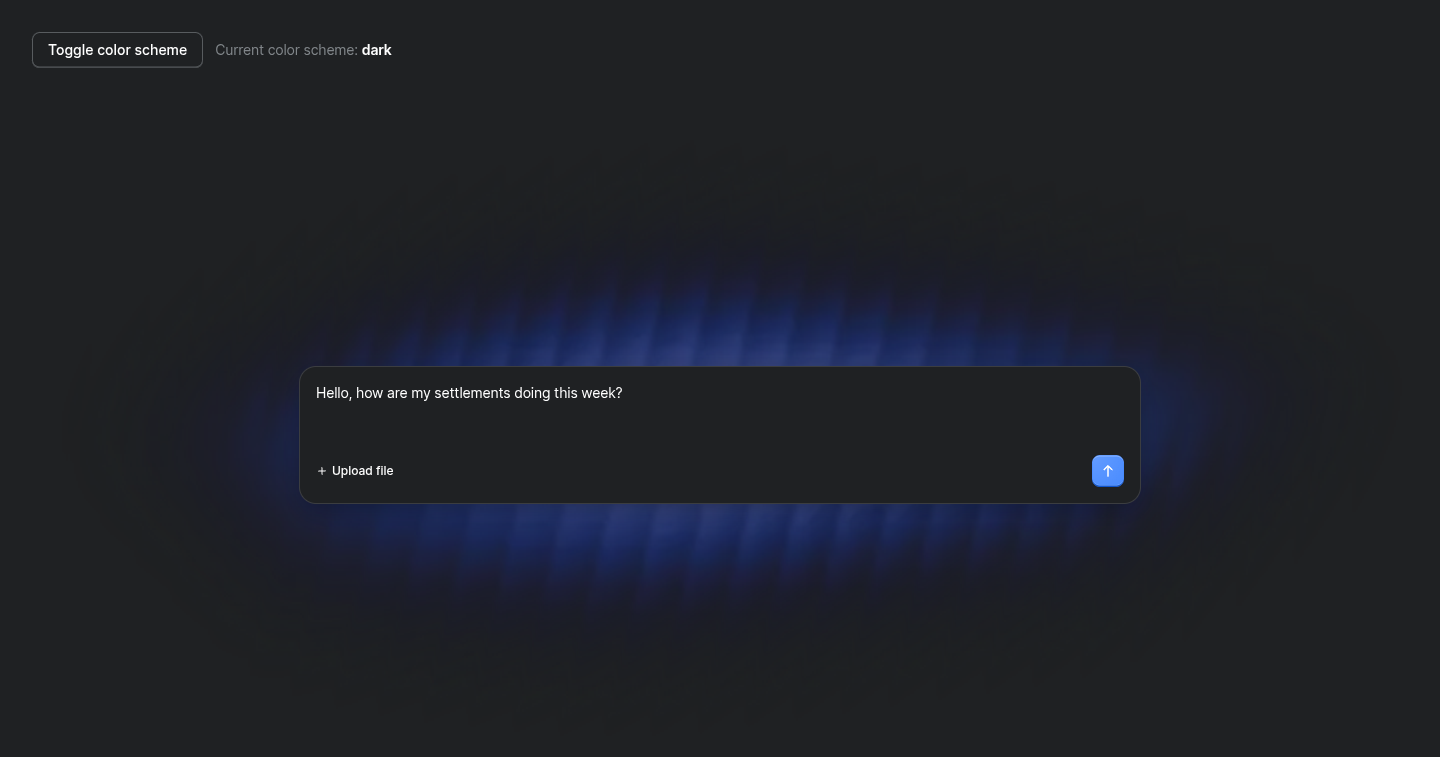 Toggle color scheme Current color scheme: dark
Hello, how are my settlements doing this week?
+ Upload file